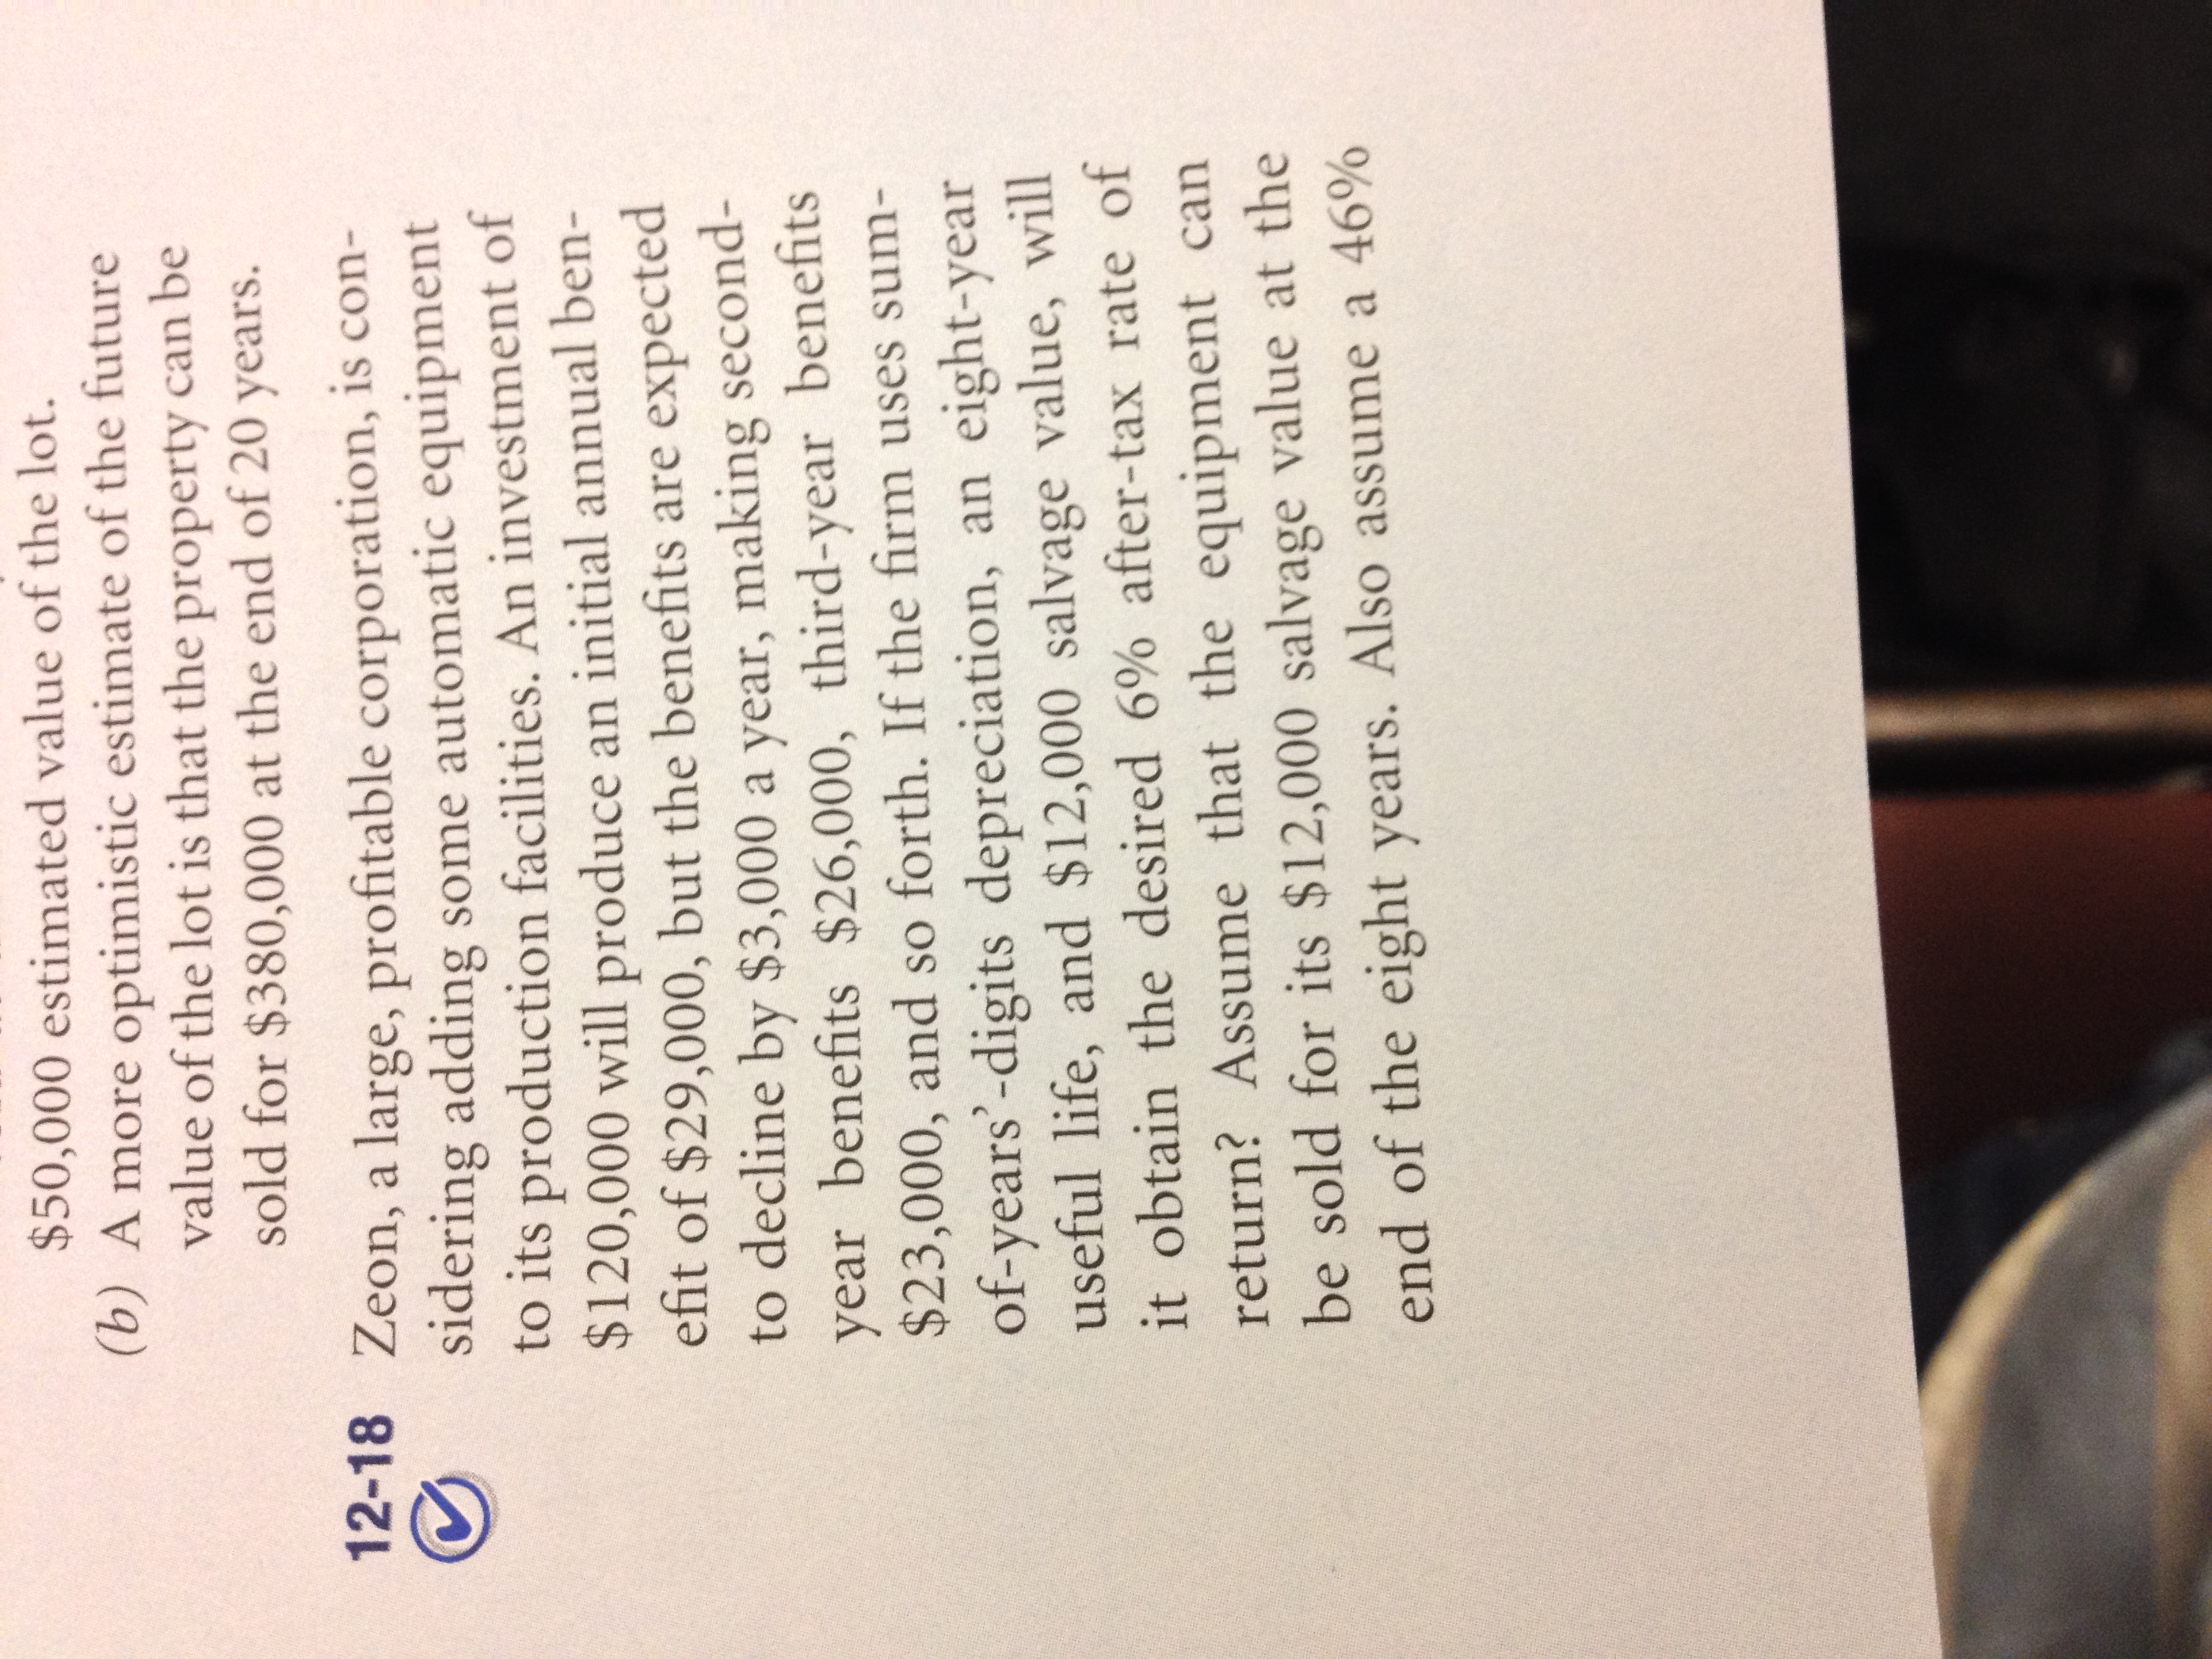 $50,000 estimated value of the lot.
(b) A more optimistic estimate of the future
value of the lot is that the property can be
sold for $380,000 at the end of 20 years.
12-18 Zeon, a large, profitable corporation, is con-
sidering adding some automatic equipment
to its production facilities. An investment of
$120,000 will produce an initial annual ben-
efit of $29,000, but the benefits are expected
to decline by $3,000 a year, making second-
year benefits $26,000, third-year benefits
$23,000, and so forth. If the firm uses sum-
of-years’-digits depreciation, an eight-year
useful life, and $12,000 salvage value, will
it obtain the desired 6% after-tax rate of
return? Assume that the equipment can
be sold for its $12,000 salvage value at the
end of the eight years. Also assume a 46%